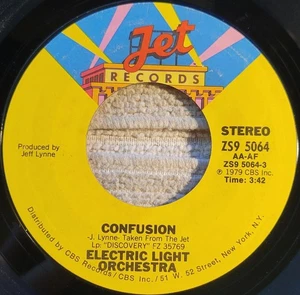 Jet
RECORDS
STEREO
ZS9 5064
AA-AF
ZS9 5064-3
℗ 1979 CBS Inc.
Time: 3:42
Produced by
Jeff Lynne
CONFUSION
-J. Lynne- Taken From The Jet
Lp: "DISCOVERY" FZ 35769
ELECTRIC LIGHT
ORCHESTRA
Distributed by CBS Records / CBS Inc. / 51 W. 52 Street, New York, N.Y.